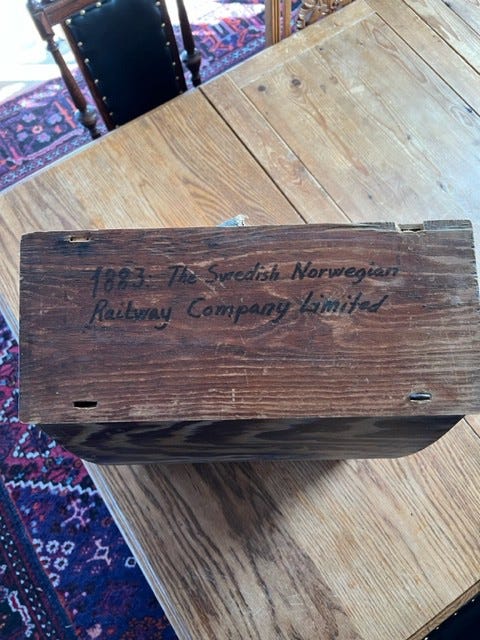 1883. The Swedish Norwegian
Railway Company Limited